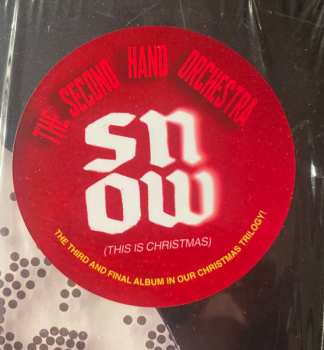 THE SECOND HAND ORCHESTRA
sn
ow
(THIS IS CHRISTMAS)
THE THIRD AND FINAL ALBUM IN OUR CHRISTMAS TRILOGY!